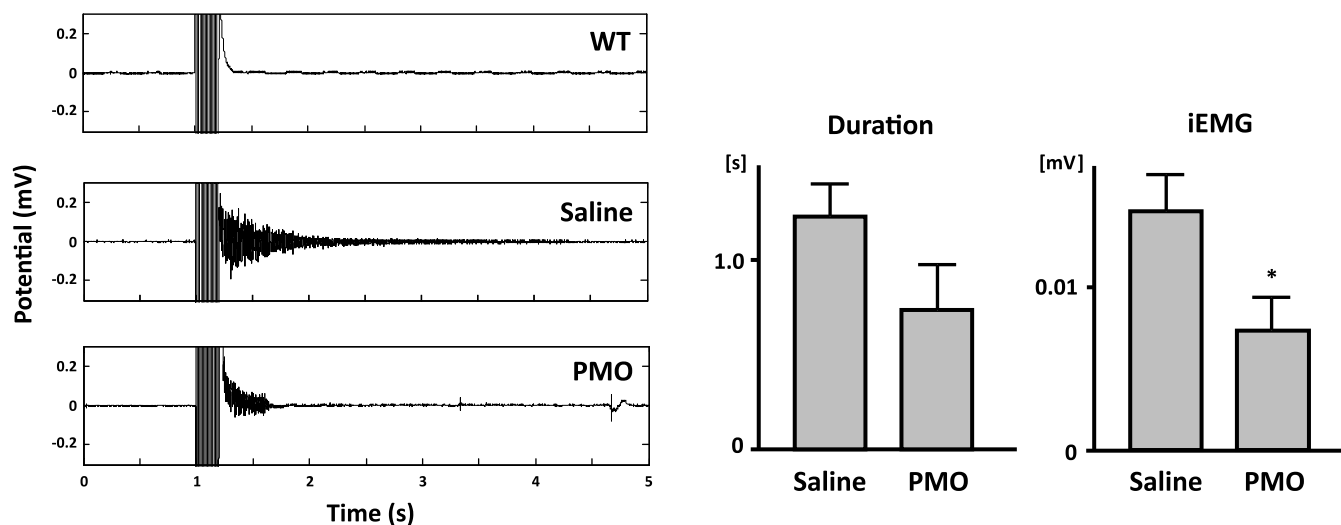 Potential (mV)
0.2
0
-0.2
WT
0.2
0
-0.2
Saline
0.2
0
-0.2
PMO
0 1 2 3 4 5
Time (s)
Duration
[s]
1.0
0
Saline PMO
iEMG
[mV]
0.01
0
*
Saline PMO